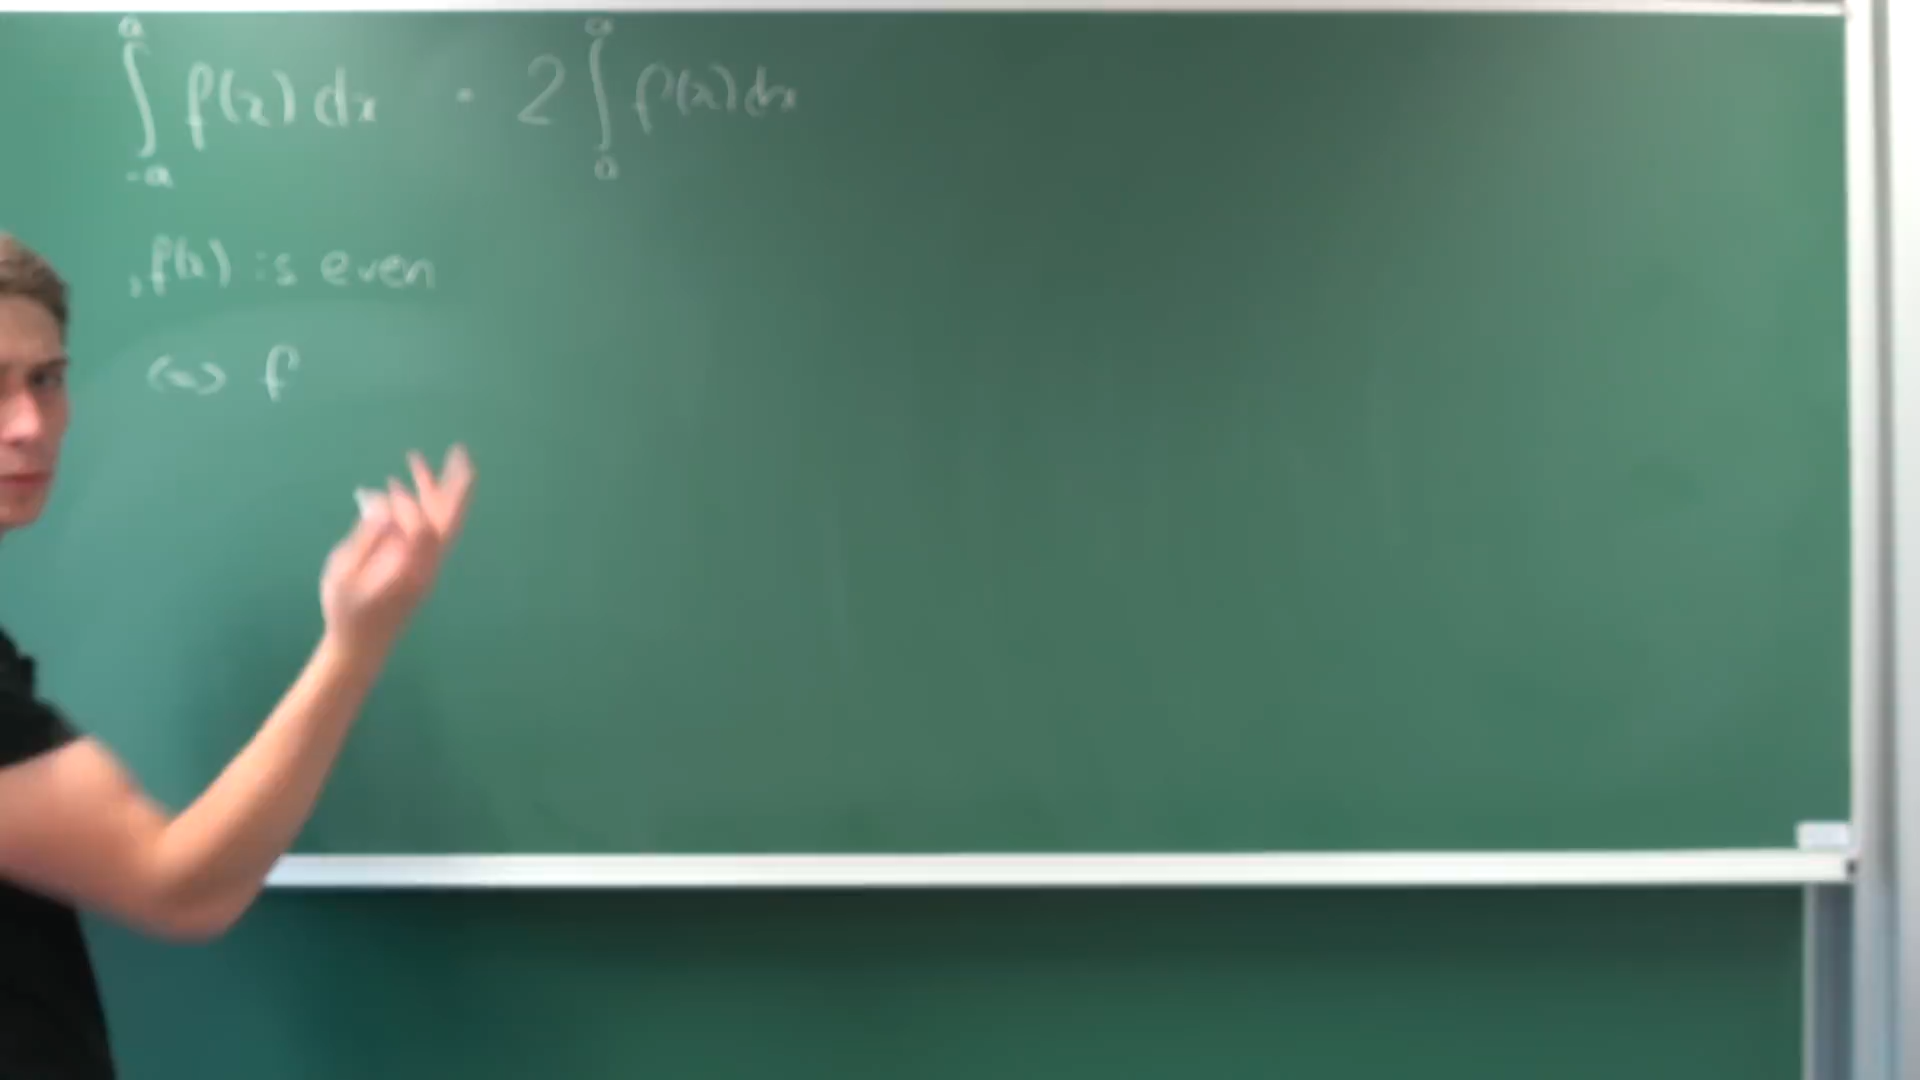 ∫_{-a}^{a} f(x) dx = 2 ∫_{0}^{a} f(x) dx
, f(x) is even
<=> f